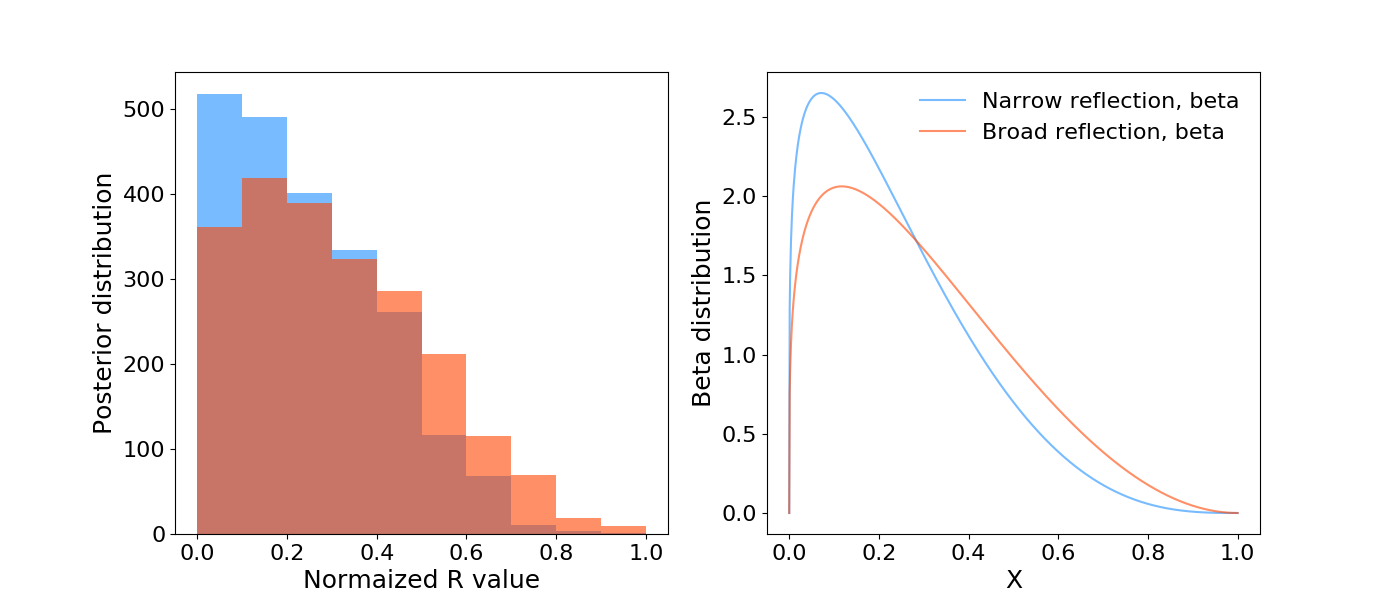 Posterior distribution
500
400
300
200
100
0
0.0 0.2 0.4 0.6 0.8 1.0
Normaized R value
Beta distribution
2.5
2.0
1.5
1.0
0.5
0.0
0.0 0.2 0.4 0.6 0.8 1.0
X
Narrow reflection, beta
Broad reflection, beta